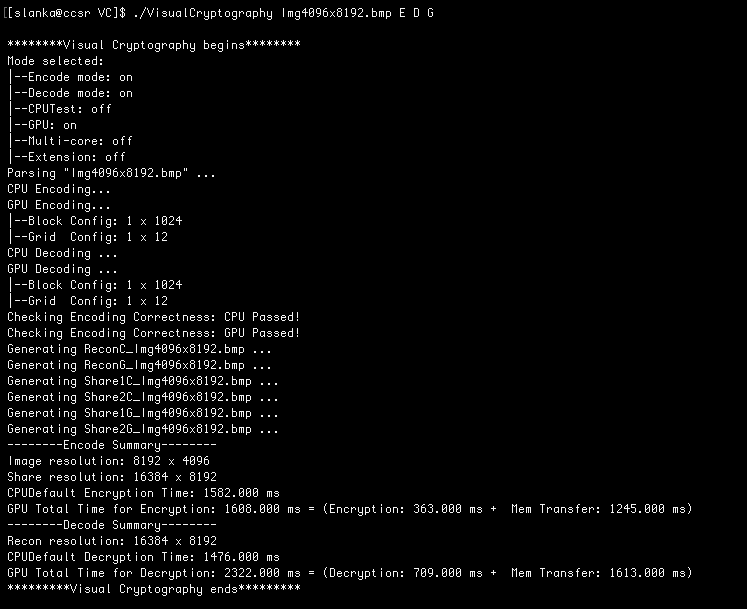 [[slanka@ccsr VC]$ ./VisualCryptography Img4096x8192.bmp E D G
********Visual Cryptography begins********
Mode selected:
|--Encode mode: on
|--Decode mode: on
|--CPUTest: off
|--GPU: on
|--Multi-core: off
|--Extension: off
Parsing "Img4096x8192.bmp" ...
CPU Encoding...
GPU Encoding...
|--Block Config: 1 x 1024
|--Grid  Config: 1 x 12
CPU Decoding ...
GPU Decoding ...
|--Block Config: 1 x 1024
|--Grid  Config: 1 x 12
Checking Encoding Correctness: CPU Passed!
Checking Encoding Correctness: GPU Passed!
Generating ReconC_Img4096x8192.bmp ...
Generating ReconG_Img4096x8192.bmp ...
Generating Share1C_Img4096x8192.bmp ...
Generating Share2C_Img4096x8192.bmp ...
Generating Share1G_Img4096x8192.bmp ...
Generating Share2G_Img4096x8192.bmp ...
--------Encode Summary--------
Image resolution: 8192 x 4096
Share resolution: 16384 x 8192
CPUDefault Encryption Time: 1582.000 ms
GPU Total Time for Encryption: 1608.000 ms = (Encryption: 363.000 ms +  Mem Transfer: 1245.000 ms)
--------Decode Summary--------
Recon resolution: 16384 x 8192
CPUDefault Decryption Time: 1476.000 ms
GPU Total Time for Decryption: 2322.000 ms = (Decryption: 709.000 ms +  Mem Transfer: 1613.000 ms)
*********Visual Cryptography ends*********